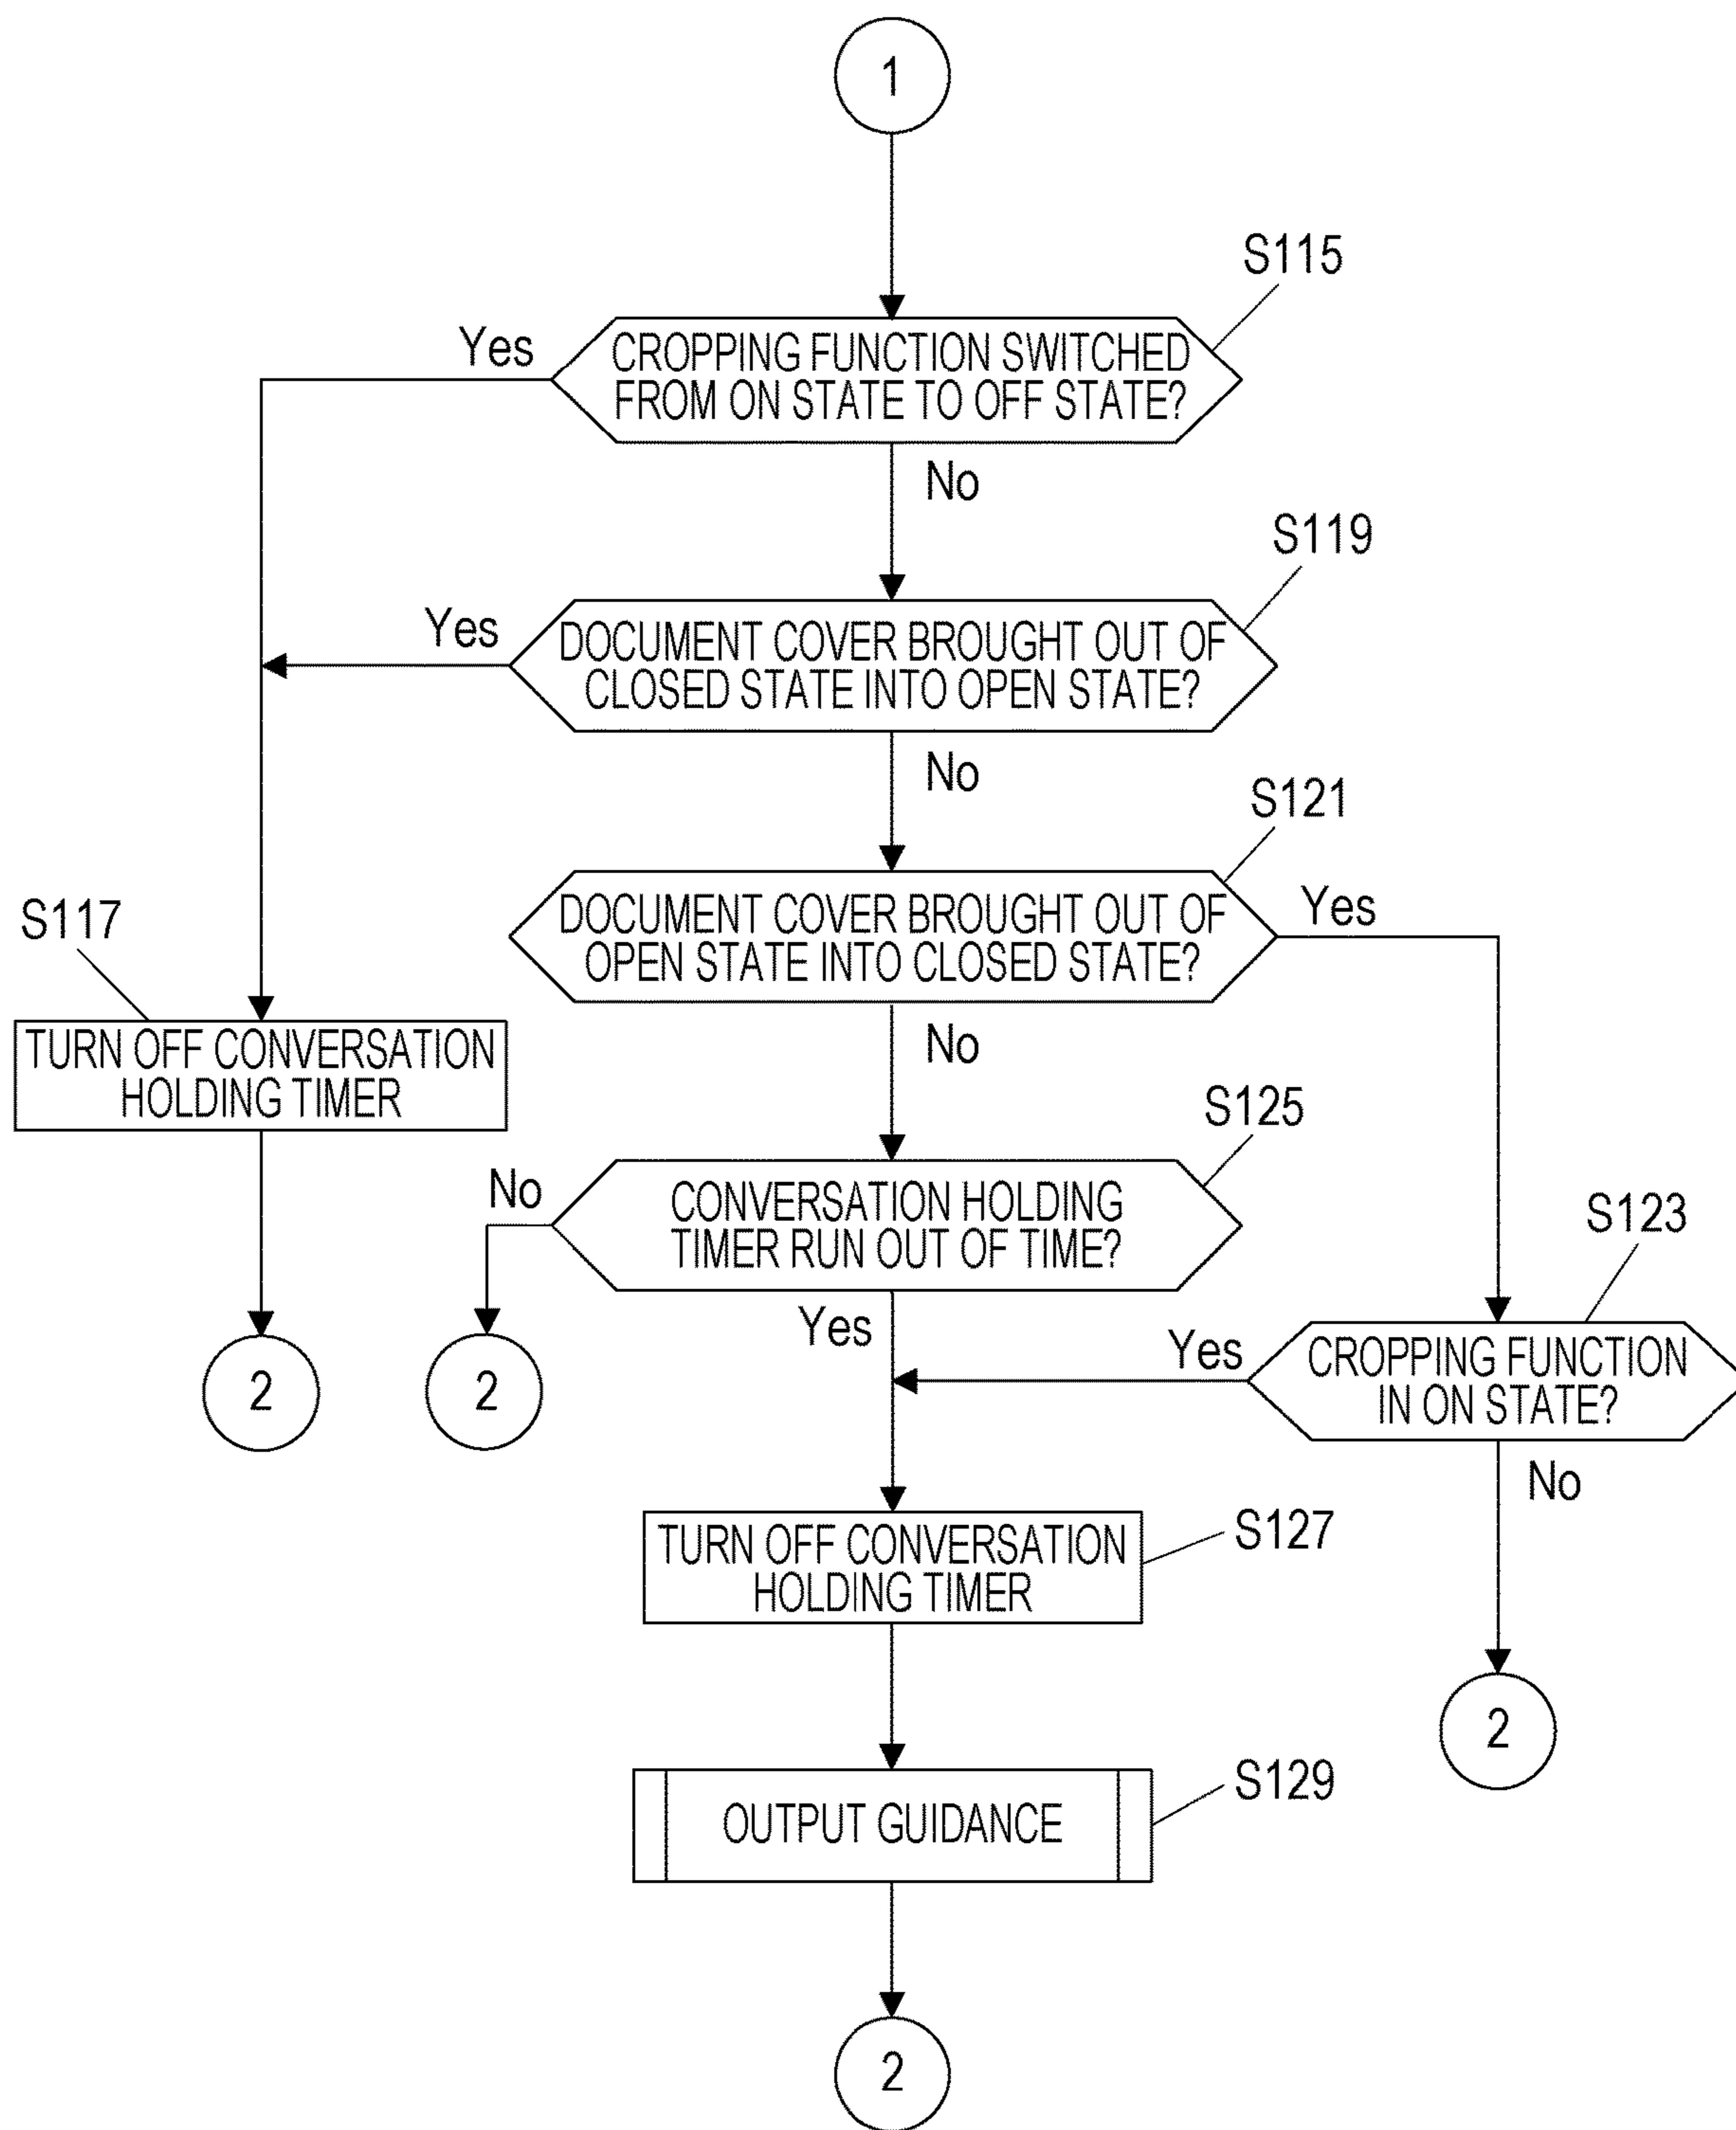 1
S115
Yes
CROPPING FUNCTION SWITCHED
FROM ON STATE TO OFF STATE?
No
S119
Yes
DOCUMENT COVER BROUGHT OUT OF
CLOSED STATE INTO OPEN STATE?
No
S121
DOCUMENT COVER BROUGHT OUT OF
OPEN STATE INTO CLOSED STATE?
Yes
S117
TURN OFF CONVERSATION
HOLDING TIMER
No
S125
No
CONVERSATION HOLDING
TIMER RUN OUT OF TIME?
S123
Yes
Yes
CROPPING FUNCTION
IN ON STATE?
2
2
No
TURN OFF CONVERSATION
HOLDING TIMER
S127
2
OUTPUT GUIDANCE
S129
2